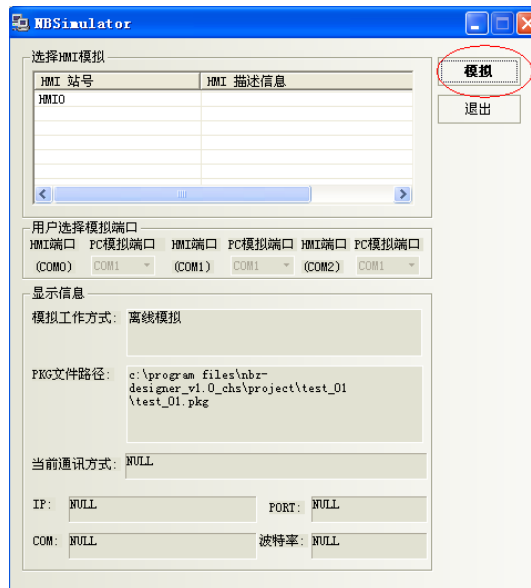 NBSimulator
选择HMI模拟
HMI 站号 HMI 描述信息
HMI0
模拟
退出
用户选择模拟端口
HMI端口 PC模拟端口 HMI端口 PC模拟端口 HMI端口 PC模拟端口
(COM0) COM1 (COM1) COM1 (COM2) COM1
显示信息
模拟工作方式: 离线模拟
PKG文件路径: c:\program files\nbz-
designer_v1.0_chs\project\test_01
\test_01.pkg
当前通讯方式: NULL
IP: NULL PORT: NULL
COM: NULL 波特率: NULL